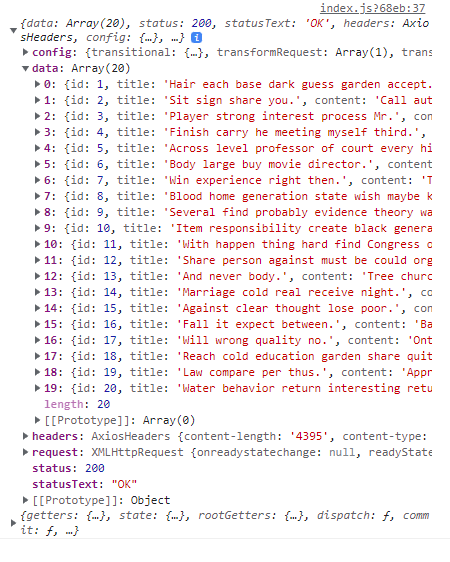 index.js?68eb:37
{data: Array(20), status: 200, statusText: 'OK', headers: Axio
sHeaders, config: {…}, …} i
config: {transitional: {…}, transformRequest: Array(1), trans
data: Array(20)
0: {id: 1, title: 'Hair each base dark guess garden accept.
1: {id: 2, title: 'Sit sign share you.', content: 'Call aut
2: {id: 3, title: 'Player strong interest process Mr.', con
3: {id: 4, title: 'Finish carry he meeting myself third.',
4: {id: 5, title: 'Across level professor of court every hi
5: {id: 6, title: 'Body large buy movie director.', content
6: {id: 7, title: 'Win experience right then.', content: 'T
7: {id: 8, title: 'Blood home generation state wish maybe k
8: {id: 9, title: 'Several find probably evidence theory wa
9: {id: 10, title: 'Item responsibility create black genera
10: {id: 11, title: 'With happen thing hard find Congress o
11: {id: 12, title: 'Share person against must be could org
12: {id: 13, title: 'And never body.', content: 'Tree churc
13: {id: 14, title: 'Marriage cold real receive night.', co
14: {id: 15, title: 'Against clear thought lose poor.', con
15: {id: 16, title: 'Fall it expect between.', content: 'Ba
16: {id: 17, title: 'Will wrong quality no.', content: 'Ont
17: {id: 18, title: 'Reach cold education garden share quit
18: {id: 19, title: 'Law compare per thus.', content: 'Appr
19: {id: 20, title: 'Water behavior return interesting retu
length: 20
[[Prototype]]: Array(0)
headers: AxiosHeaders {content-length: '4395', content-type:
request: XMLHttpRequest {onreadystatechange: null, readyState
status: 200
statusText: "OK"
[[Prototype]]: Object
{getters: {…}, state: {…}, rootGetters: {…}, dispatch: ƒ, comm
it: ƒ, …}